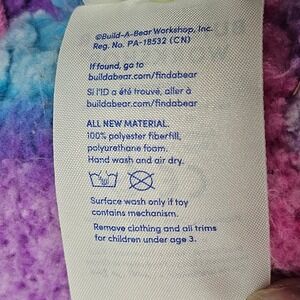 ©Build-A-Bear Workshop, Inc.
Reg. No. PA-18532 (CN)
If found, go to
buildabear.com/findabear
Si l'ID a été trouvé, aller à
buildabear.com/findabear
ALL NEW MATERIAL.
100% polyester fiberfill,
polyurethane foam.
Hand wash and air dry.
Surface wash only if toy
contains mechanism.
Remove clothing and all trims
for children under age 3.